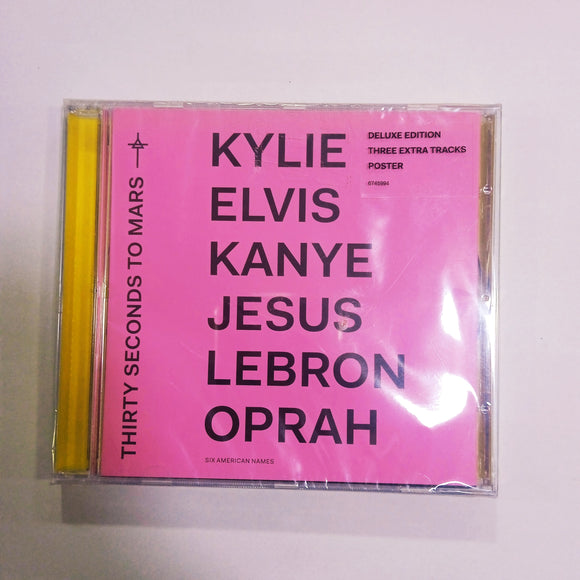 THIRTY SECONDS TO MARS
KYLIE
ELVIS
KANYE
JESUS
LEBRON
OPRAH
SIX AMERICAN NAMES
DELUXE EDITION
THREE EXTRA TRACKS
POSTER
6745994